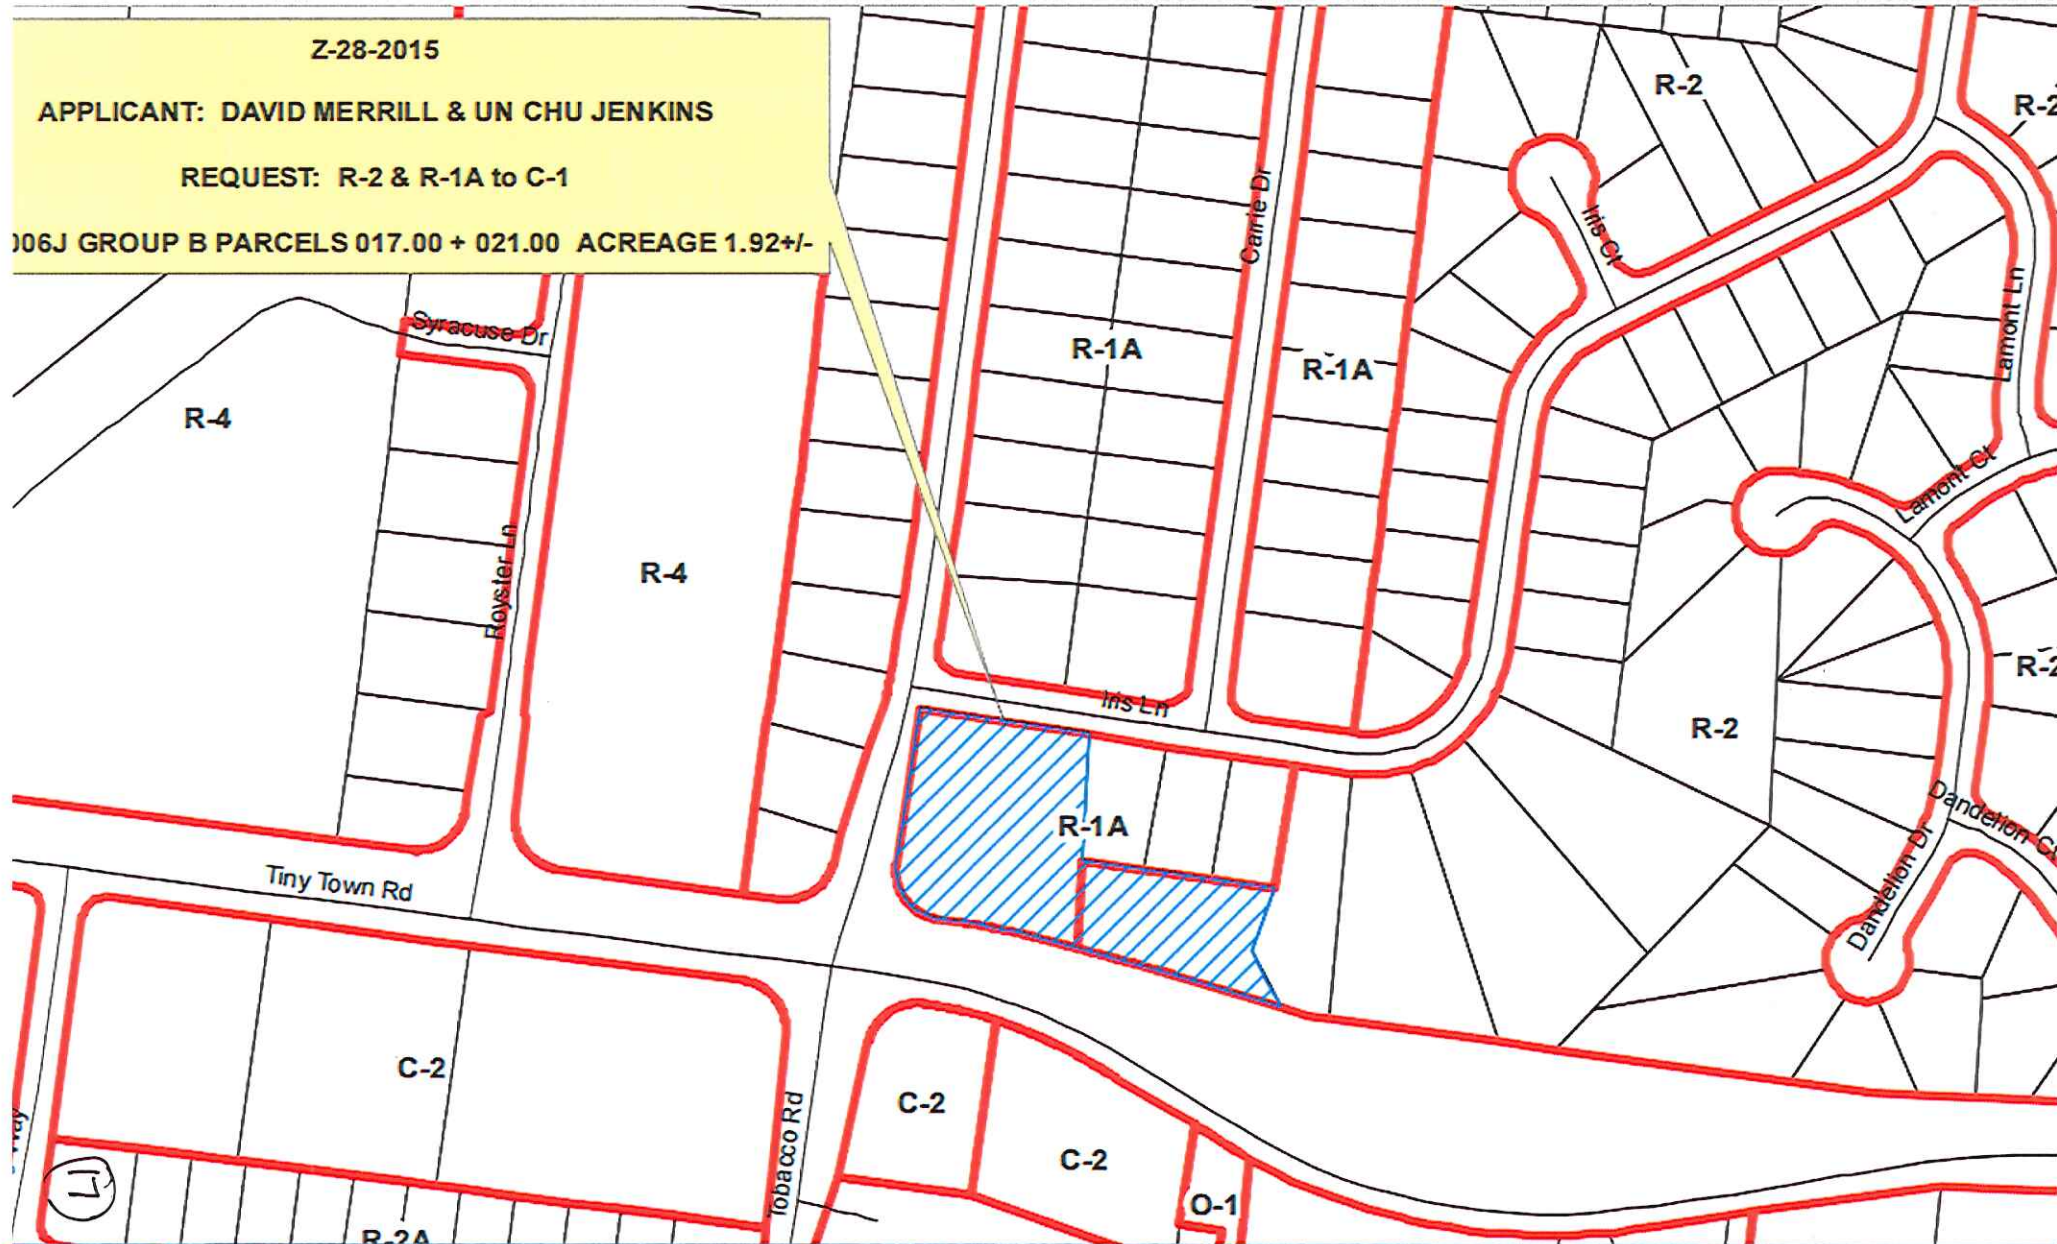 Z-28-2015
APPLICANT: DAVID MERRILL & UN CHU JENKINS
REQUEST: R-2 & R-1A to C-1
006J GROUP B PARCELS 017.00 + 021.00 ACREAGE 1.92+/-
R-2
R-2
Cairie Dr
Iris Ct
Lamont Ln
Syracuse Dr
R-1A
R-1A
R-4
Lamont Ct
Royster Ln
R-4
R-2
Iris Ln
R-2
R-1A
Dandelion Ct
Dandelion Dr
Tiny Town Rd
C-2
C-2
Tobacco Rd
C-2
Way
17
O-1
R-2A